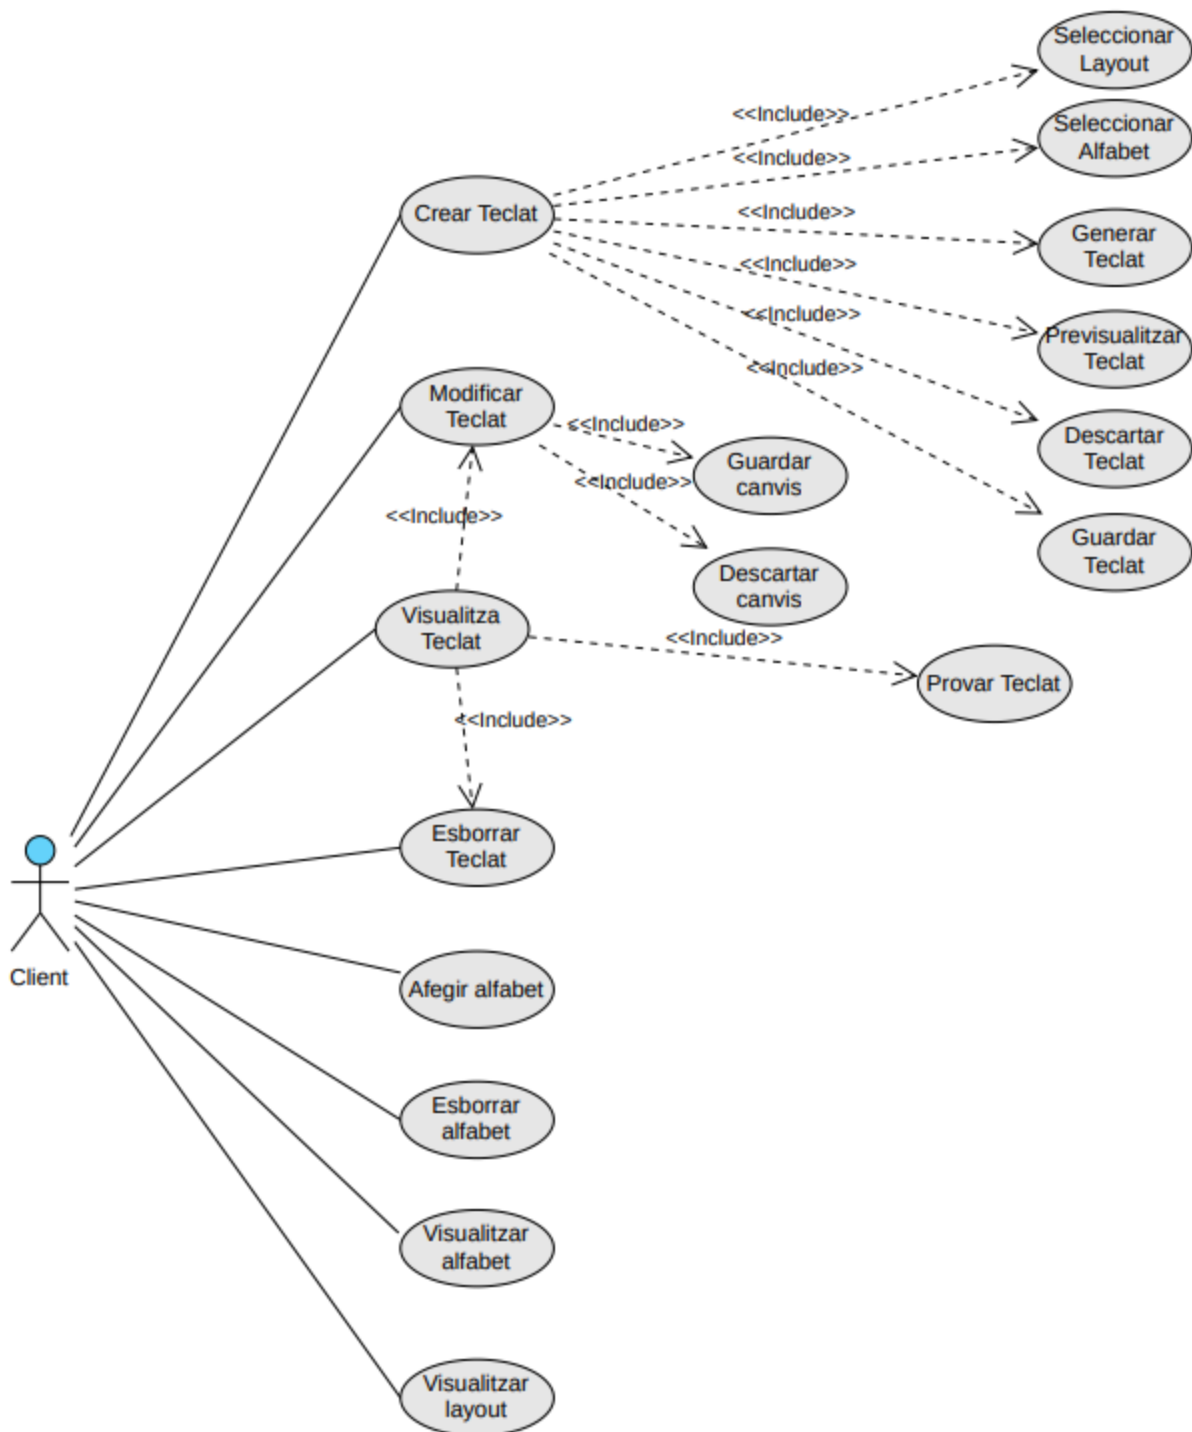 Seleccionar
Layout
<<Include>>
Seleccionar
Alfabet
<<Include>>
Crear Teclat
<<Include>>
Generar
Teclat
<<Include>>
Previsualitzar
Teclat
<<Include>>
<<Include>>
Modificar
Teclat
<<Include>>
Descartar
Teclat
Guardar
canvis
<<Include>>
<<Include>>
Guardar
Teclat
Descartar
canvis
Visualitza
Teclat
<<Include>>
Provar Teclat
<<Include>>
Esborrar
Teclat
Client
Afegir alfabet
Esborrar
alfabet
Visualitzar
alfabet
Visualitzar
layout